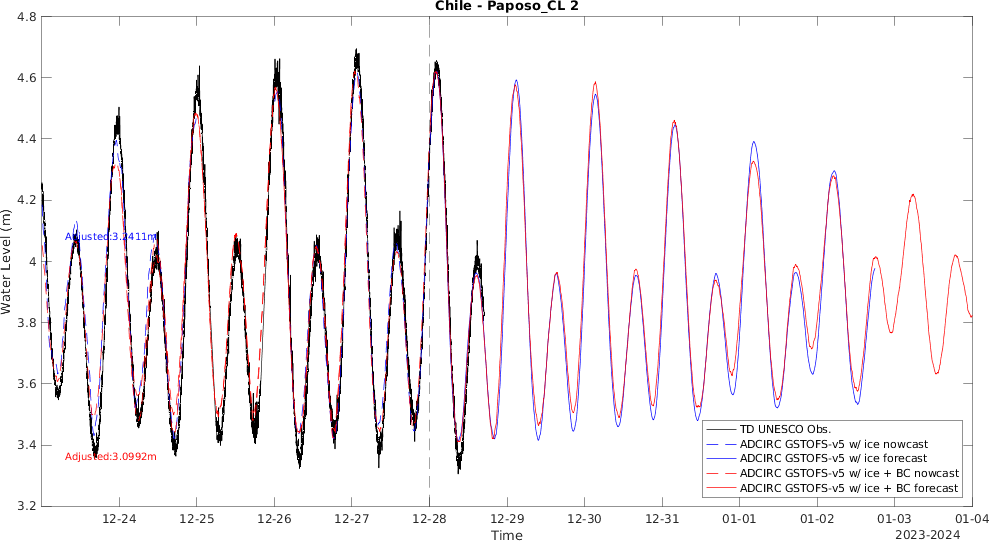 Chile - Paposo_CL 2
4.8
4.6
4.4
4.2
4
3.8
3.6
3.4
3.2
Water Level (m)
Adjusted:3.2411m
Adjusted:3.0992m
TD UNESCO Obs.
ADCIRC GSTOFS-v5 w/ ice nowcast
ADCIRC GSTOFS-v5 w/ ice forecast
ADCIRC GSTOFS-v5 w/ ice + BC nowcast
ADCIRC GSTOFS-v5 w/ ice + BC forecast
12-24 12-25 12-26 12-27 12-28 12-29 12-30 12-31 01-01 01-02 01-03 01-04
Time
2023-2024